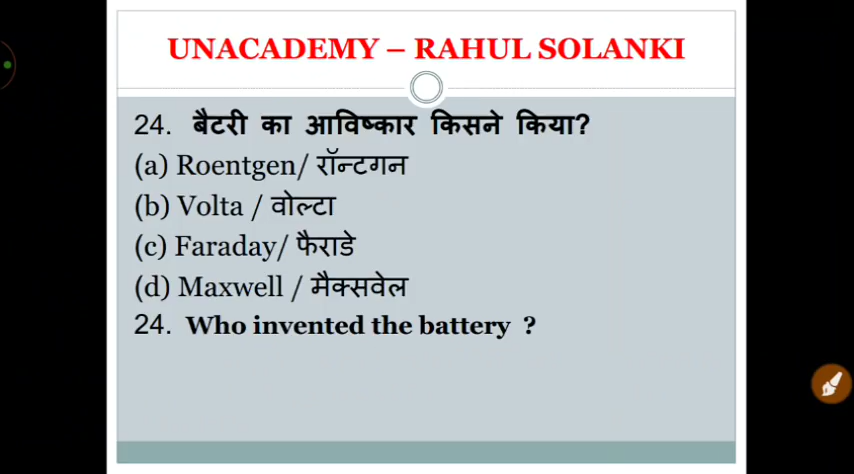 UNACADEMY – RAHUL SOLANKI
24. बैटरी का आविष्कार किसने किया?
(a) Roentgen/ रॉन्टगन
(b) Volta / वोल्टा
(c) Faraday/ फैराडे
(d) Maxwell / मैक्सवेल
24. Who invented the battery ?